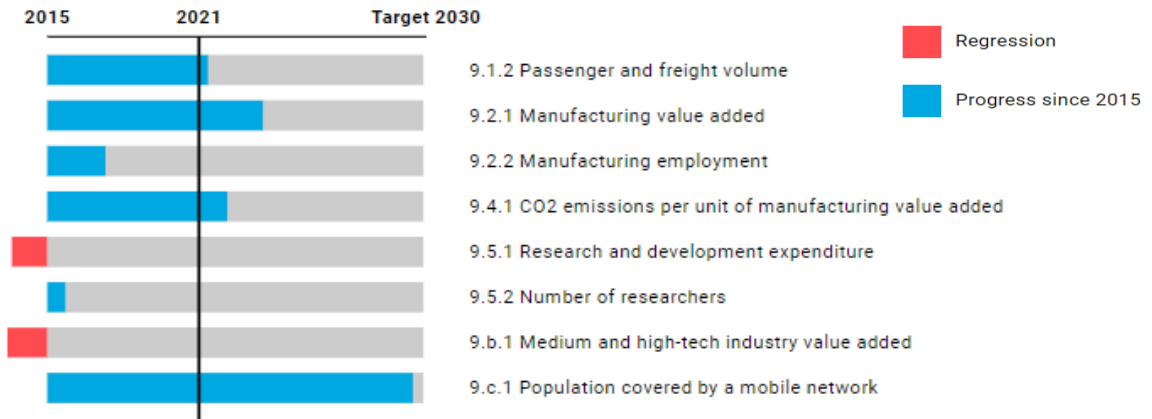 2015 2021 Target 2030
Regression
Progress since 2015
9.1.2 Passenger and freight volume
9.2.1 Manufacturing value added
9.2.2 Manufacturing employment
9.4.1 CO2 emissions per unit of manufacturing value added
9.5.1 Research and development expenditure
9.5.2 Number of researchers
9.b.1 Medium and high-tech industry value added
9.c.1 Population covered by a mobile network